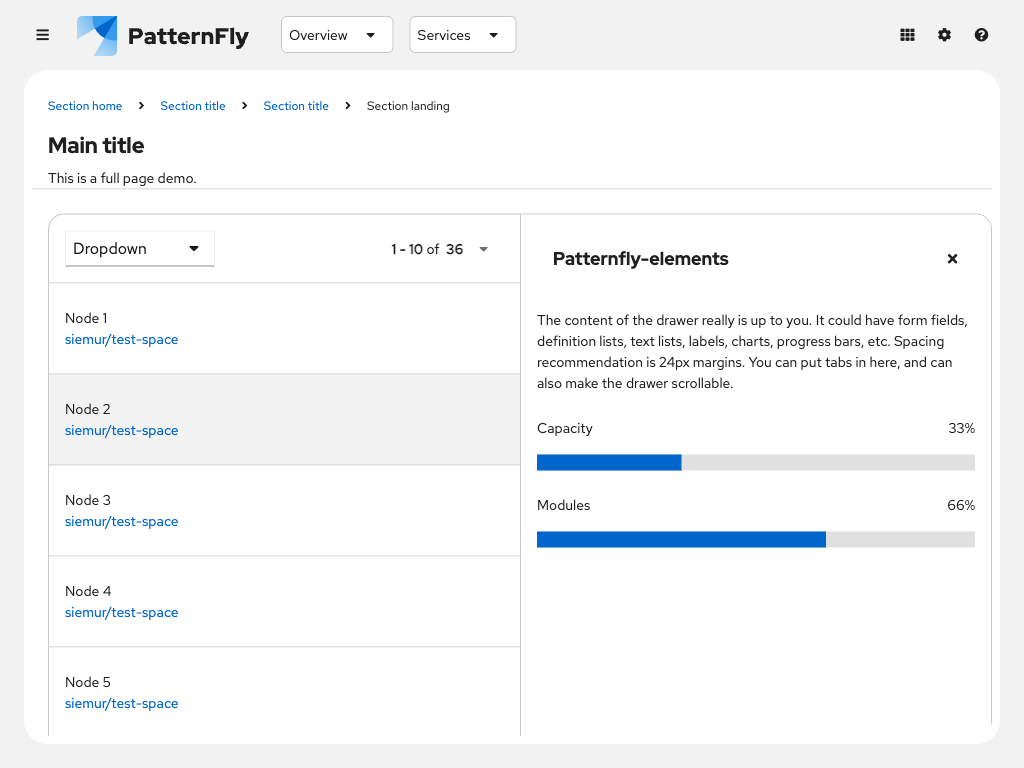 PatternFly
Overview
Services
Section home
Section title
Section title
Section landing
Main title
This is a full page demo.
Dropdown
1 - 10 of 36
Node 1
siemur/test-space
Node 2
siemur/test-space
Node 3
siemur/test-space
Node 4
siemur/test-space
Node 5
siemur/test-space
Patternfly-elements
The content of the drawer really is up to you. It could have form fields,
definition lists, text lists, labels, charts, progress bars, etc. Spacing
recommendation is 24px margins. You can put tabs in here, and can
also make the drawer scrollable.
Capacity
33%
Modules
66%